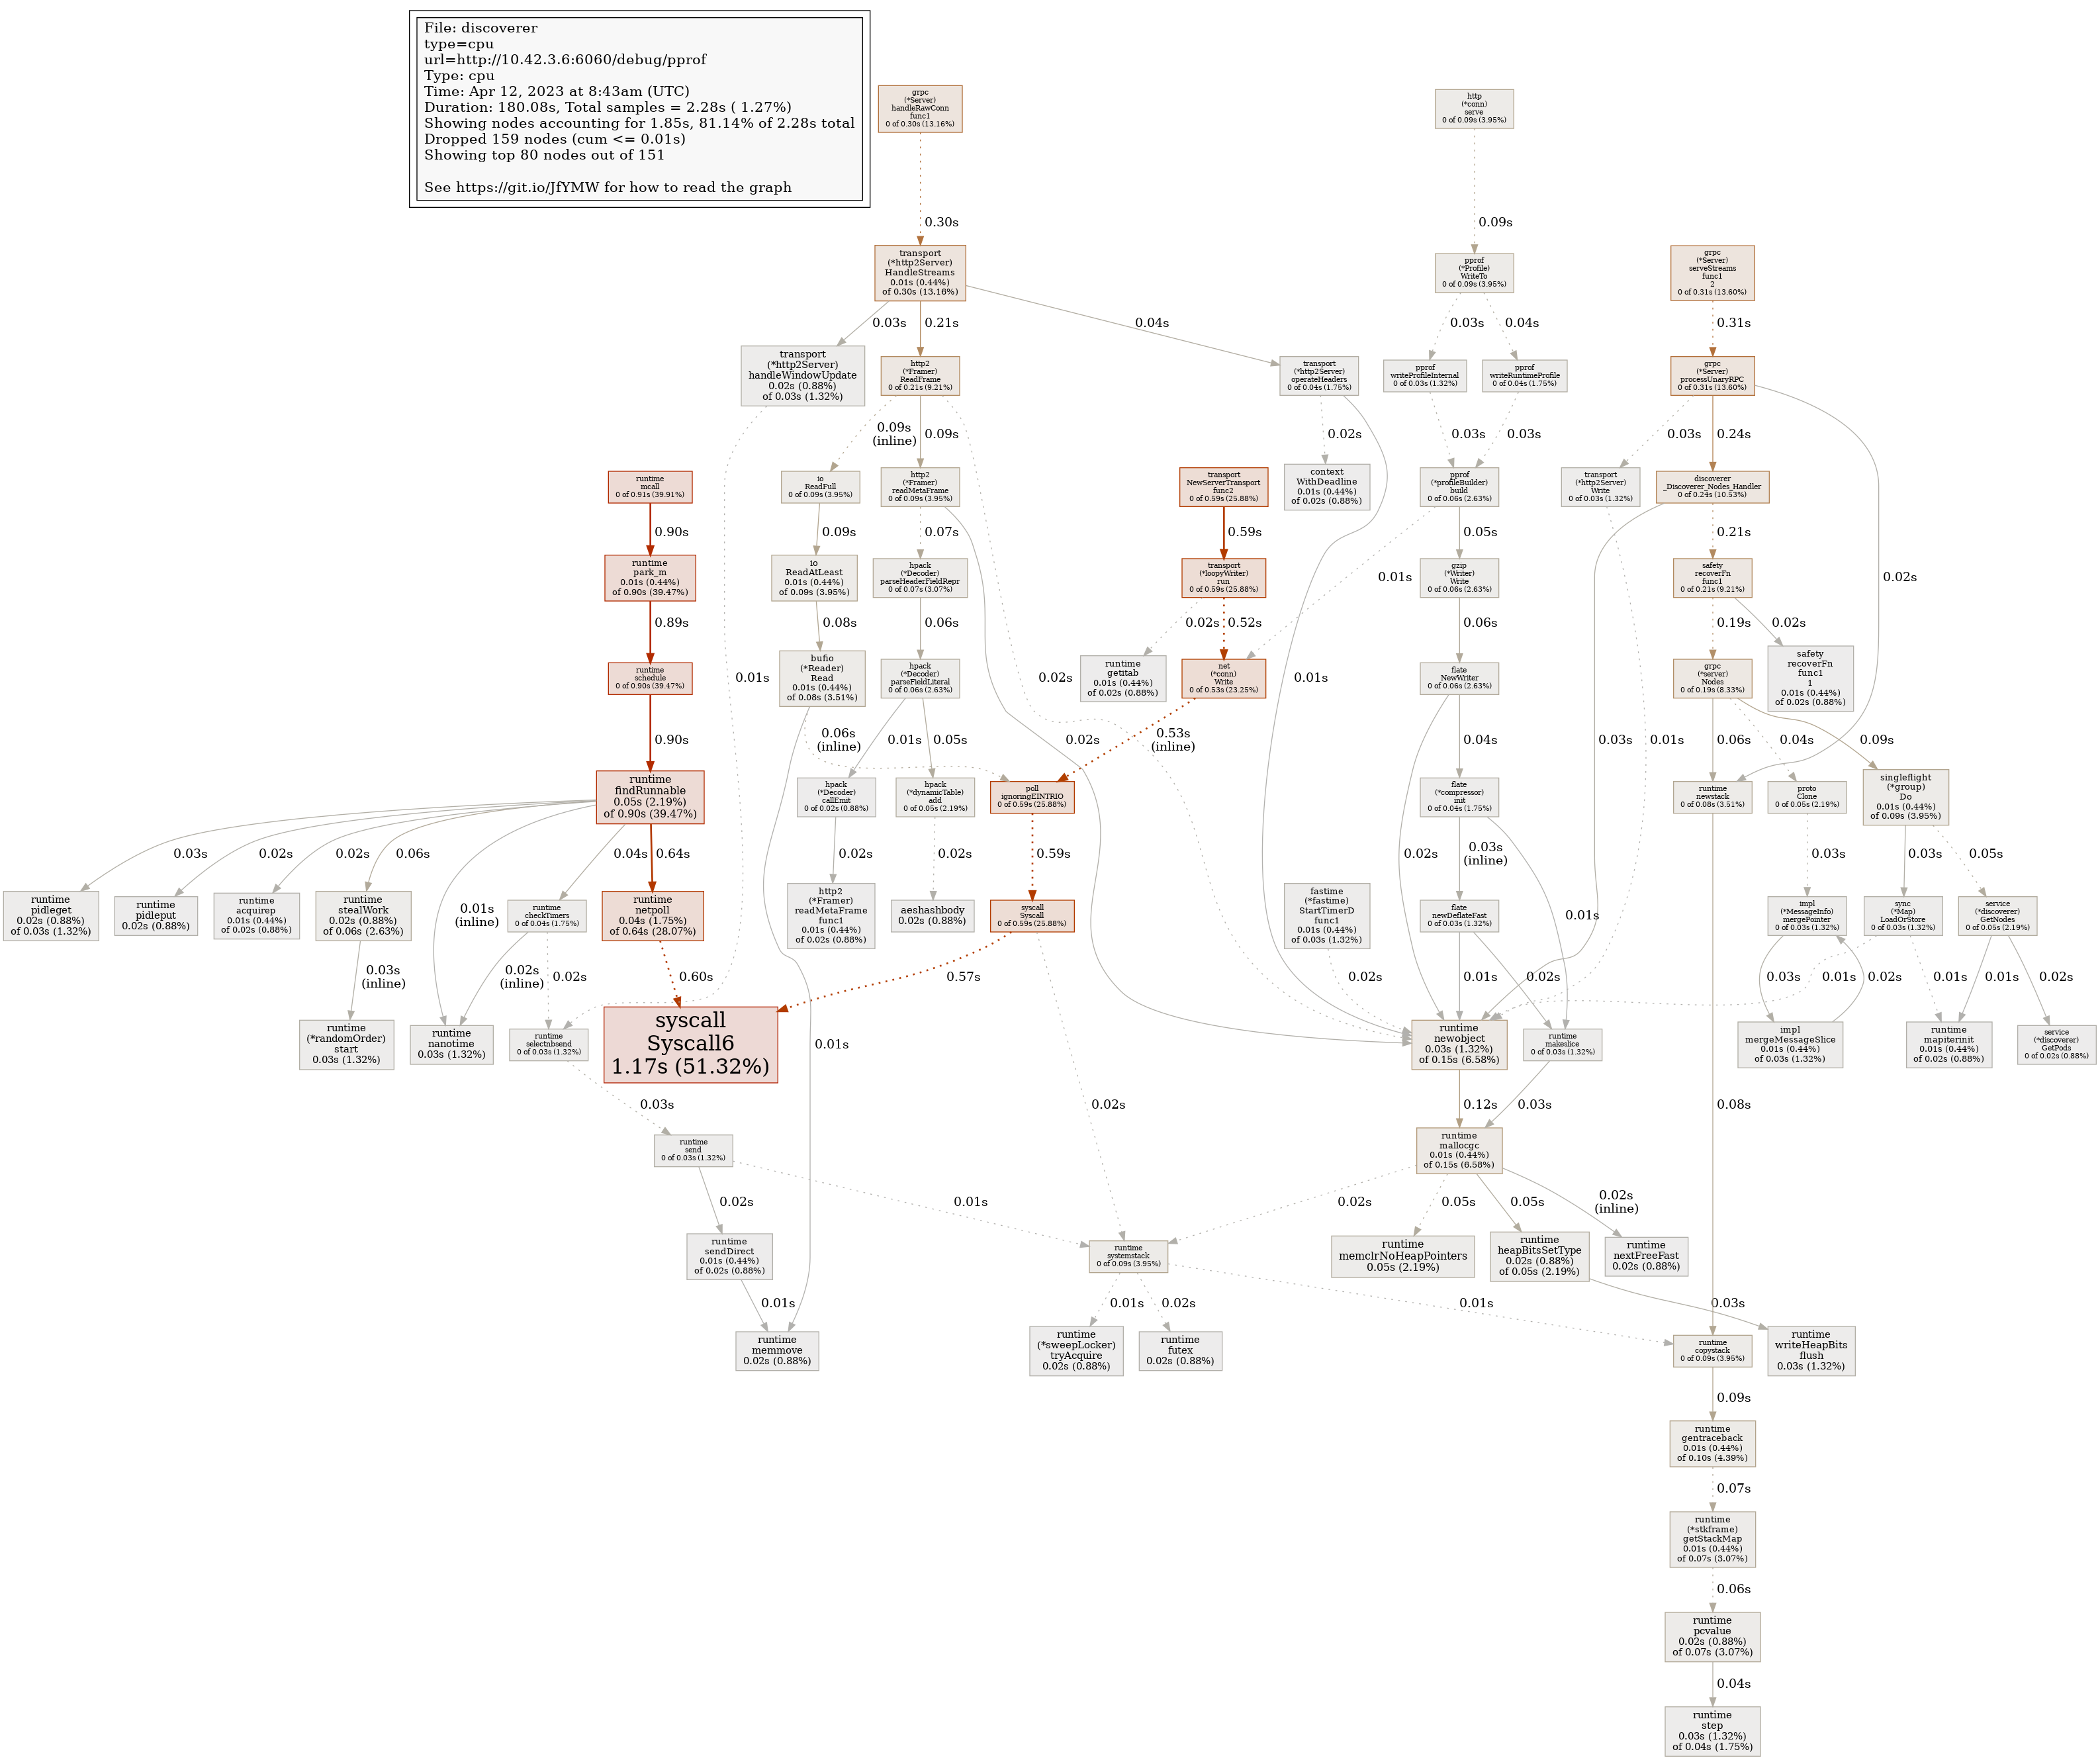 File: discoverer
type=cpu
url=http://10.42.3.6:6060/debug/pprof
Type: cpu
Time: Apr 12, 2023 at 8:43am (UTC)
Duration: 180.08s, Total samples = 2.28s ( 1.27%)
Showing nodes accounting for 1.85s, 81.14% of 2.28s total
Dropped 159 nodes (cum <= 0.01s)
Showing top 80 nodes out of 151
See https://git.io/JfYMW for how to read the graph
grpc
(*Server)
handleRawConn
func1
0 of 0.30s (13.16%)
http
(*conn)
serve
0 of 0.09s (3.95%)
0.30s
0.09s
transport
(*http2Server)
HandleStreams
0.01s (0.44%)
of 0.30s (13.16%)
pprof
(*Profile)
WriteTo
0 of 0.09s (3.95%)
grpc
(*Server)
serveStreams
func1
2
0 of 0.31s (13.60%)
0.03s
0.21s
0.04s
0.03s
0.04s
0.31s
transport
(*http2Server)
handleWindowUpdate
0.02s (0.88%)
of 0.03s (1.32%)
http2
(*Framer)
ReadFrame
0 of 0.21s (9.21%)
transport
(*http2Server)
operateHeaders
0 of 0.04s (1.75%)
pprof
writeProfileInternal
0 of 0.03s (1.32%)
pprof
writeRuntimeProfile
0 of 0.04s (1.75%)
grpc
(*Server)
processUnaryRPC
0 of 0.31s (13.60%)
0.09s
(inline)
0.09s
0.02s
0.03s
0.03s
0.03s
0.24s
runtime
mcall
0 of 0.91s (39.91%)
io
ReadFull
0 of 0.09s (3.95%)
http2
(*Framer)
readMetaFrame
0 of 0.09s (3.95%)
transport
NewServerTransport
func2
0 of 0.59s (25.88%)
context
WithDeadline
0.01s (0.44%)
of 0.02s (0.88%)
pprof
(*profileBuilder)
build
0 of 0.06s (2.63%)
transport
(*http2Server)
Write
0 of 0.03s (1.32%)
discoverer
_Discoverer_Nodes_Handler
0 of 0.24s (10.53%)
0.90s
0.09s
0.07s
0.59s
0.05s
0.21s
runtime
park_m
0.01s (0.44%)
of 0.90s (39.47%)
io
ReadAtLeast
0.01s (0.44%)
of 0.09s (3.95%)
hpack
(*Decoder)
parseHeaderFieldRepr
0 of 0.07s (3.07%)
transport
(*loopyWriter)
run
0 of 0.59s (25.88%)
0.01s
gzip
(*Writer)
Write
0 of 0.06s (2.63%)
safety
recoverFn
func1
0 of 0.21s (9.21%)
0.02s
0.89s
0.08s
0.06s
0.02s
0.52s
0.06s
0.19s
0.02s
runtime
schedule
0 of 0.90s (39.47%)
0.01s
bufio
(*Reader)
Read
0.01s (0.44%)
of 0.08s (3.51%)
hpack
(*Decoder)
parseFieldLiteral
0 of 0.06s (2.63%)
0.02s
runtime
getitab
0.01s (0.44%)
of 0.02s (0.88%)
net
(*conn)
Write
0 of 0.53s (23.25%)
0.01s
flate
NewWriter
0 of 0.06s (2.63%)
grpc
(*server)
Nodes
0 of 0.19s (8.33%)
safety
recoverFn
func1
1
0.01s (0.44%)
of 0.02s (0.88%)
0.90s
0.06s
(inline)
0.01s
0.05s
0.02s
0.53s
(inline)
0.04s
0.03s
0.01s
0.06s
0.04s
0.09s
runtime
findRunnable
0.05s (2.19%)
of 0.90s (39.47%)
hpack
(*Decoder)
callEmit
0 of 0.02s (0.88%)
hpack
(*dynamicTable)
add
0 of 0.05s (2.19%)
poll
ignoringEINTRIO
0 of 0.59s (25.88%)
flate
(*compressor)
init
0 of 0.04s (1.75%)
runtime
newstack
0 of 0.08s (3.51%)
proto
Clone
0 of 0.05s (2.19%)
singleflight
(*group)
Do
0.01s (0.44%)
of 0.09s (3.95%)
0.03s
0.02s
0.02s
0.06s
0.01s
(inline)
0.04s
0.64s
0.02s
0.02s
0.59s
0.02s
0.03s
(inline)
0.03s
0.03s
0.05s
runtime
pidleget
0.02s (0.88%)
of 0.03s (1.32%)
runtime
pidleput
0.02s (0.88%)
runtime
acquirep
0.01s (0.44%)
of 0.02s (0.88%)
runtime
stealWork
0.02s (0.88%)
of 0.06s (2.63%)
runtime
checkTimers
0 of 0.04s (1.75%)
runtime
netpoll
0.04s (1.75%)
of 0.64s (28.07%)
http2
(*Framer)
readMetaFrame
func1
0.01s (0.44%)
of 0.02s (0.88%)
aeshashbody
0.02s (0.88%)
syscall
Syscall
0 of 0.59s (25.88%)
fastime
(*fastime)
StartTimerD
func1
0.01s (0.44%)
of 0.03s (1.32%)
flate
newDeflateFast
0 of 0.03s (1.32%)
0.01s
impl
(*MessageInfo)
mergePointer
0 of 0.03s (1.32%)
sync
(*Map)
LoadOrStore
0 of 0.03s (1.32%)
service
(*discoverer)
GetNodes
0 of 0.05s (2.19%)
0.03s
(inline)
0.02s
(inline)
0.02s
0.60s
0.57s
0.02s
0.01s
0.02s
0.03s
0.02s
0.01s
0.01s
0.01s
0.02s
runtime
(*randomOrder)
start
0.03s (1.32%)
runtime
nanotime
0.03s (1.32%)
runtime
selectnbsend
0 of 0.03s (1.32%)
syscall
Syscall6
1.17s (51.32%)
0.01s
runtime
newobject
0.03s (1.32%)
of 0.15s (6.58%)
runtime
makeslice
0 of 0.03s (1.32%)
impl
mergeMessageSlice
0.01s (0.44%)
of 0.03s (1.32%)
runtime
mapiterinit
0.01s (0.44%)
of 0.02s (0.88%)
service
(*discoverer)
GetPods
0 of 0.02s (0.88%)
0.03s
0.02s
0.12s
0.03s
0.08s
runtime
send
0 of 0.03s (1.32%)
runtime
mallocgc
0.01s (0.44%)
of 0.15s (6.58%)
0.02s
0.01s
0.02s
0.05s
0.05s
0.02s
(inline)
runtime
sendDirect
0.01s (0.44%)
of 0.02s (0.88%)
runtime
systemstack
0 of 0.09s (3.95%)
runtime
memclrNoHeapPointers
0.05s (2.19%)
runtime
heapBitsSetType
0.02s (0.88%)
of 0.05s (2.19%)
runtime
nextFreeFast
0.02s (0.88%)
0.01s
0.01s
0.02s
0.01s
0.03s
runtime
memmove
0.02s (0.88%)
runtime
(*sweepLocker)
tryAcquire
0.02s (0.88%)
runtime
futex
0.02s (0.88%)
runtime
copystack
0 of 0.09s (3.95%)
runtime
writeHeapBits
flush
0.03s (1.32%)
0.09s
runtime
gentraceback
0.01s (0.44%)
of 0.10s (4.39%)
0.07s
runtime
(*stkframe)
getStackMap
0.01s (0.44%)
of 0.07s (3.07%)
0.06s
runtime
pcvalue
0.02s (0.88%)
of 0.07s (3.07%)
0.04s
runtime
step
0.03s (1.32%)
of 0.04s (1.75%)